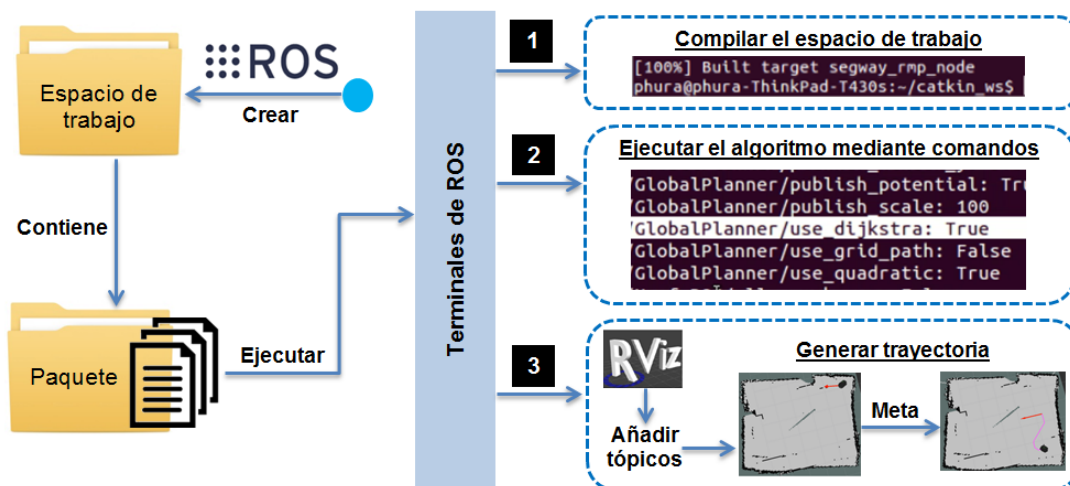 ROS
Espacio de
trabajo
Crear
Contiene
Paquete
Ejecutar
Terminales de ROS
1
Compilar el espacio de trabajo
[100%] Built target segway_rmp_node
phura@phura-ThinkPad-T430s:~/catkin_ws$
2
Ejecutar el algoritmo mediante comandos
/GlobalPlanner/publish_potential: Tru
/GlobalPlanner/publish_scale: 100
/GlobalPlanner/use_dijkstra: True
/GlobalPlanner/use_grid_path: False
/GlobalPlanner/use_quadratic: True
3
RViz
Generar trayectoria
Añadir
tópicos
Meta